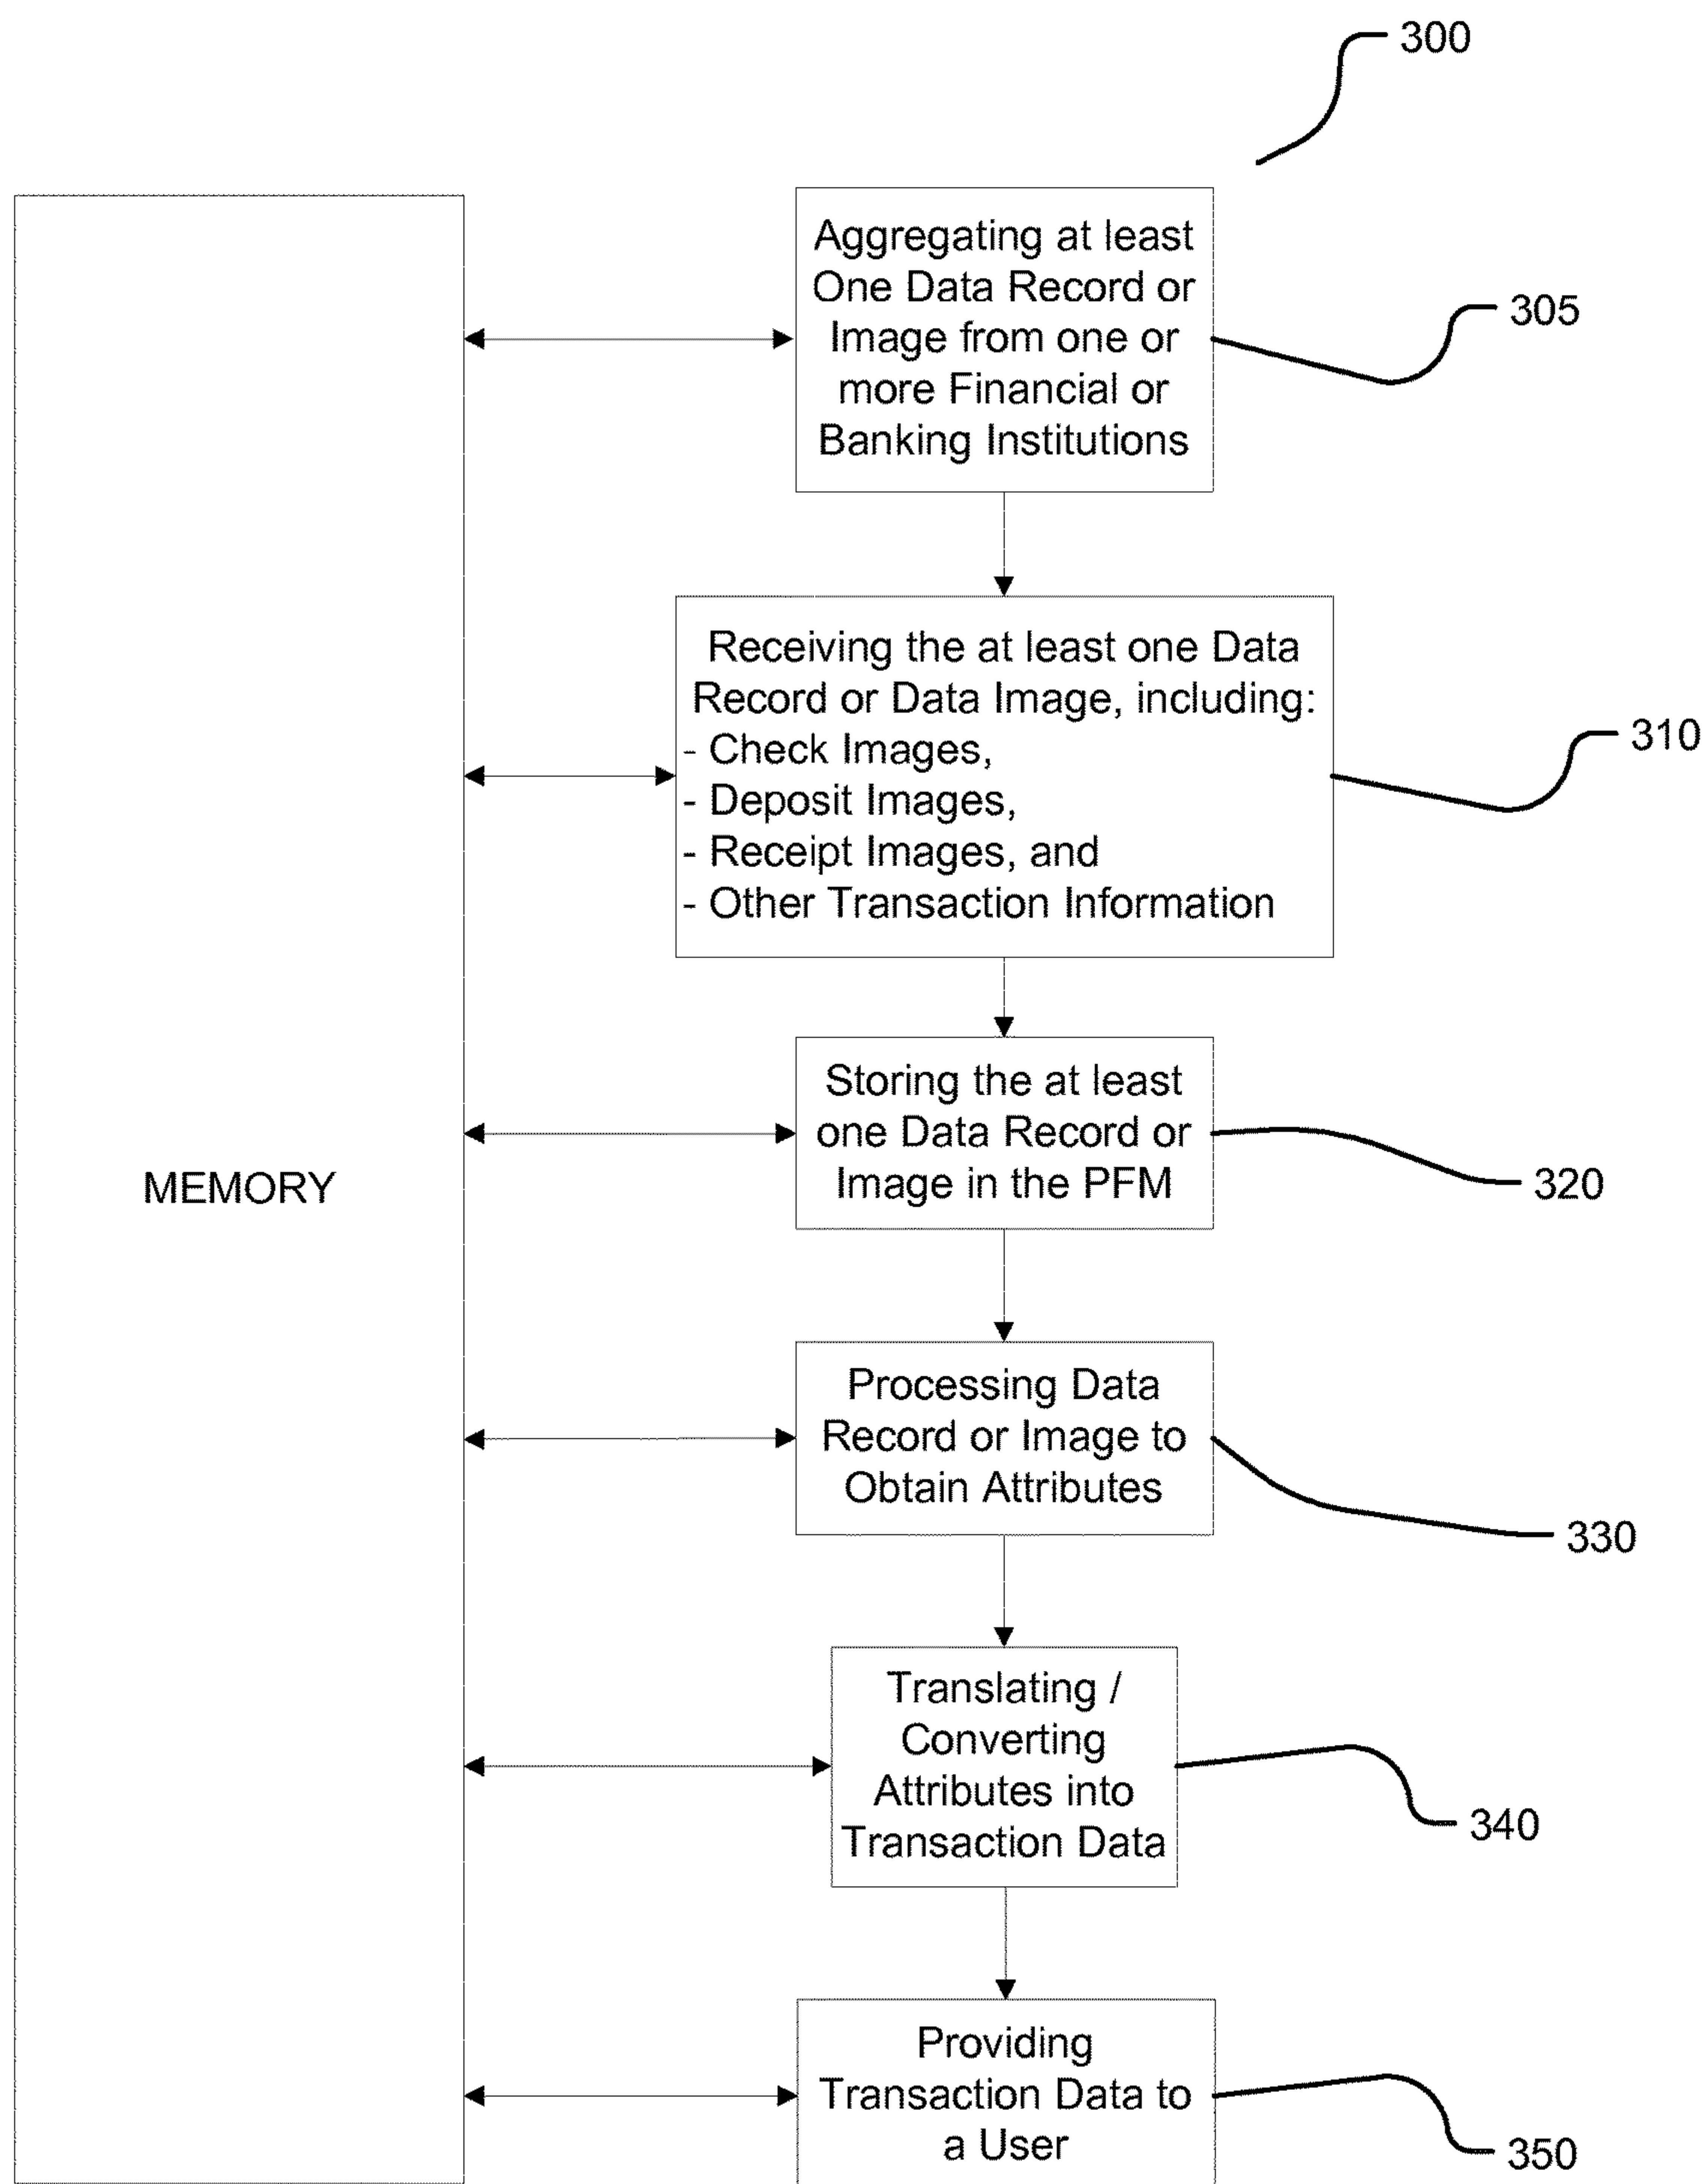 300
Aggregating at least
One Data Record or
Image from one or
more Financial or
Banking Institutions
305
Receiving the at least one Data
Record or Data Image, including:
- Check Images,
- Deposit Images,
- Receipt Images, and
- Other Transaction Information
310
Storing the at least
one Data Record or
Image in the PFM
320
MEMORY
Processing Data
Record or Image to
Obtain Attributes
330
Translating /
Converting
Attributes into
Transaction Data
340
Providing
Transaction Data to
a User
350